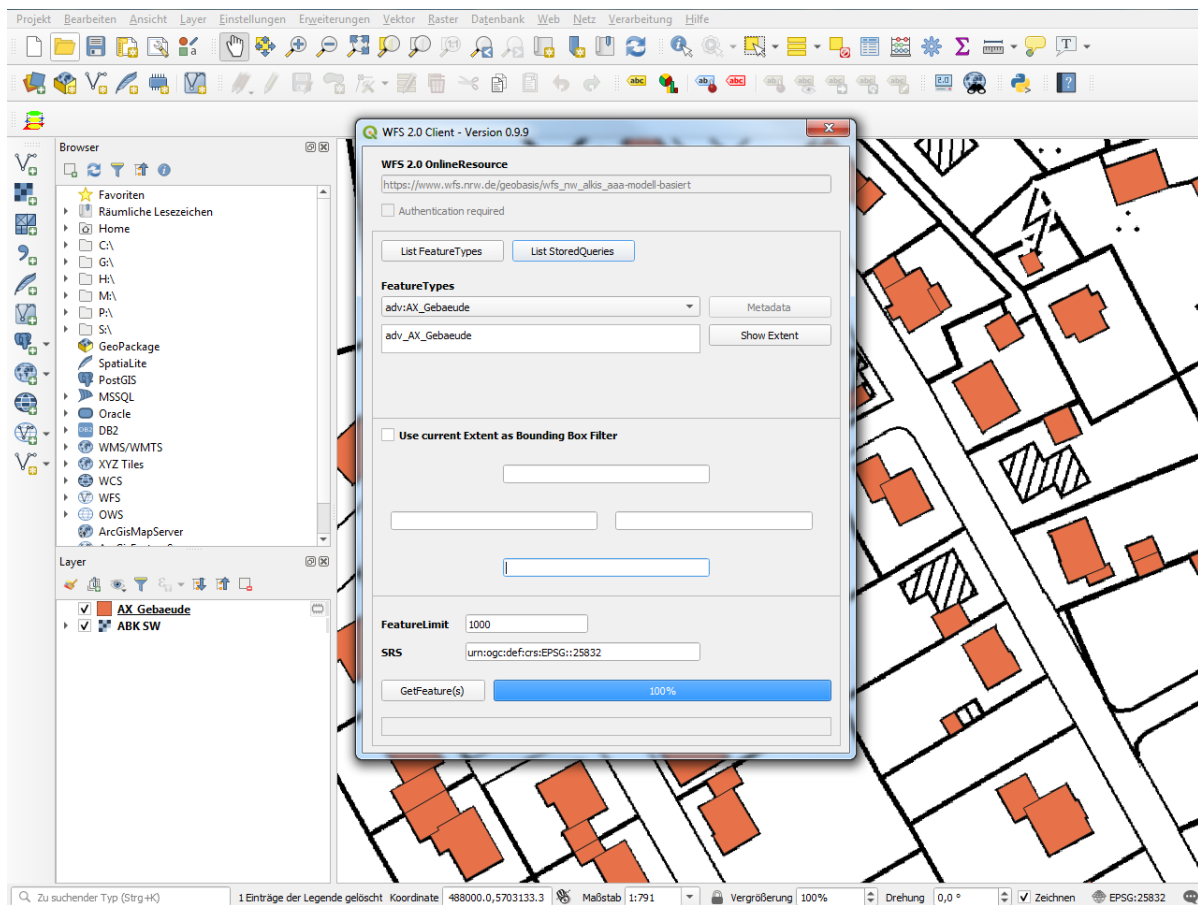 Projekt Bearbeiten Ansicht Layer Einstellungen Erweiterungen Vektor Raster Datenbank Web Netz Verarbeitung Hilfe
WFS 2.0 Client - Version 0.9.9
WFS 2.0 OnlineResource
https://www.wfs.nrw.de/geobasis/wfs_nw_alkis_aaa-modell-basiert
Authentication required
List FeatureTypes List StoredQueries
FeatureTypes
adv:AX_Gebaeude Metadata
adv_AX_Gebaeude Show Extent
Use current Extent as Bounding Box Filter
FeatureLimit 1000
SRS urn:ogc:def:crs:EPSG::25832
GetFeature(s) 100%
Browser
Favoriten
Räumliche Lesezeichen
Home
C:\
G:\
H:\
M:\
P:\
S:\
GeoPackage
SpatiaLite
PostGIS
MSSQL
Oracle
DB2
WMS/WMTS
XYZ Tiles
WCS
WFS
OWS
ArcGisMapServer
Layer
AX_Gebaeude
ABK SW
Zu suchender Typ (Strg+K) 1 Einträge der Legende gelöscht Koordinate 488000.0,5703133.3 Maßstab 1:791 Vergrößerung 100% Drehung 0,0 ° Zeichnen EPSG:25832